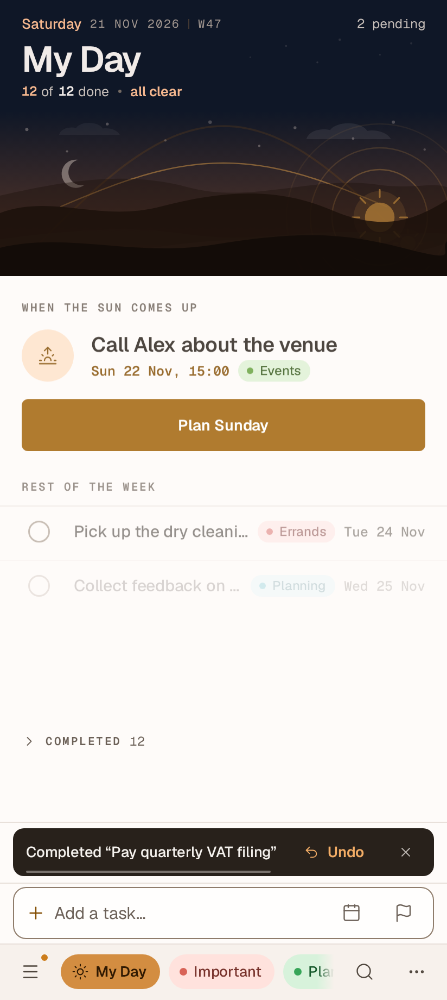 Saturday 21 NOV 2026 | W47 2 pending
My Day
12 of 12 done • all clear
WHEN THE SUN COMES UP
Call Alex about the venue
Sun 22 Nov, 15:00 Events
Plan Sunday
REST OF THE WEEK
Pick up the dry cleani... Errands Tue 24 Nov
Collect feedback on ... Planning Wed 25 Nov
COMPLETED 12
Completed “Pay quarterly VAT filing” Undo
Add a task...
My Day Important Pla